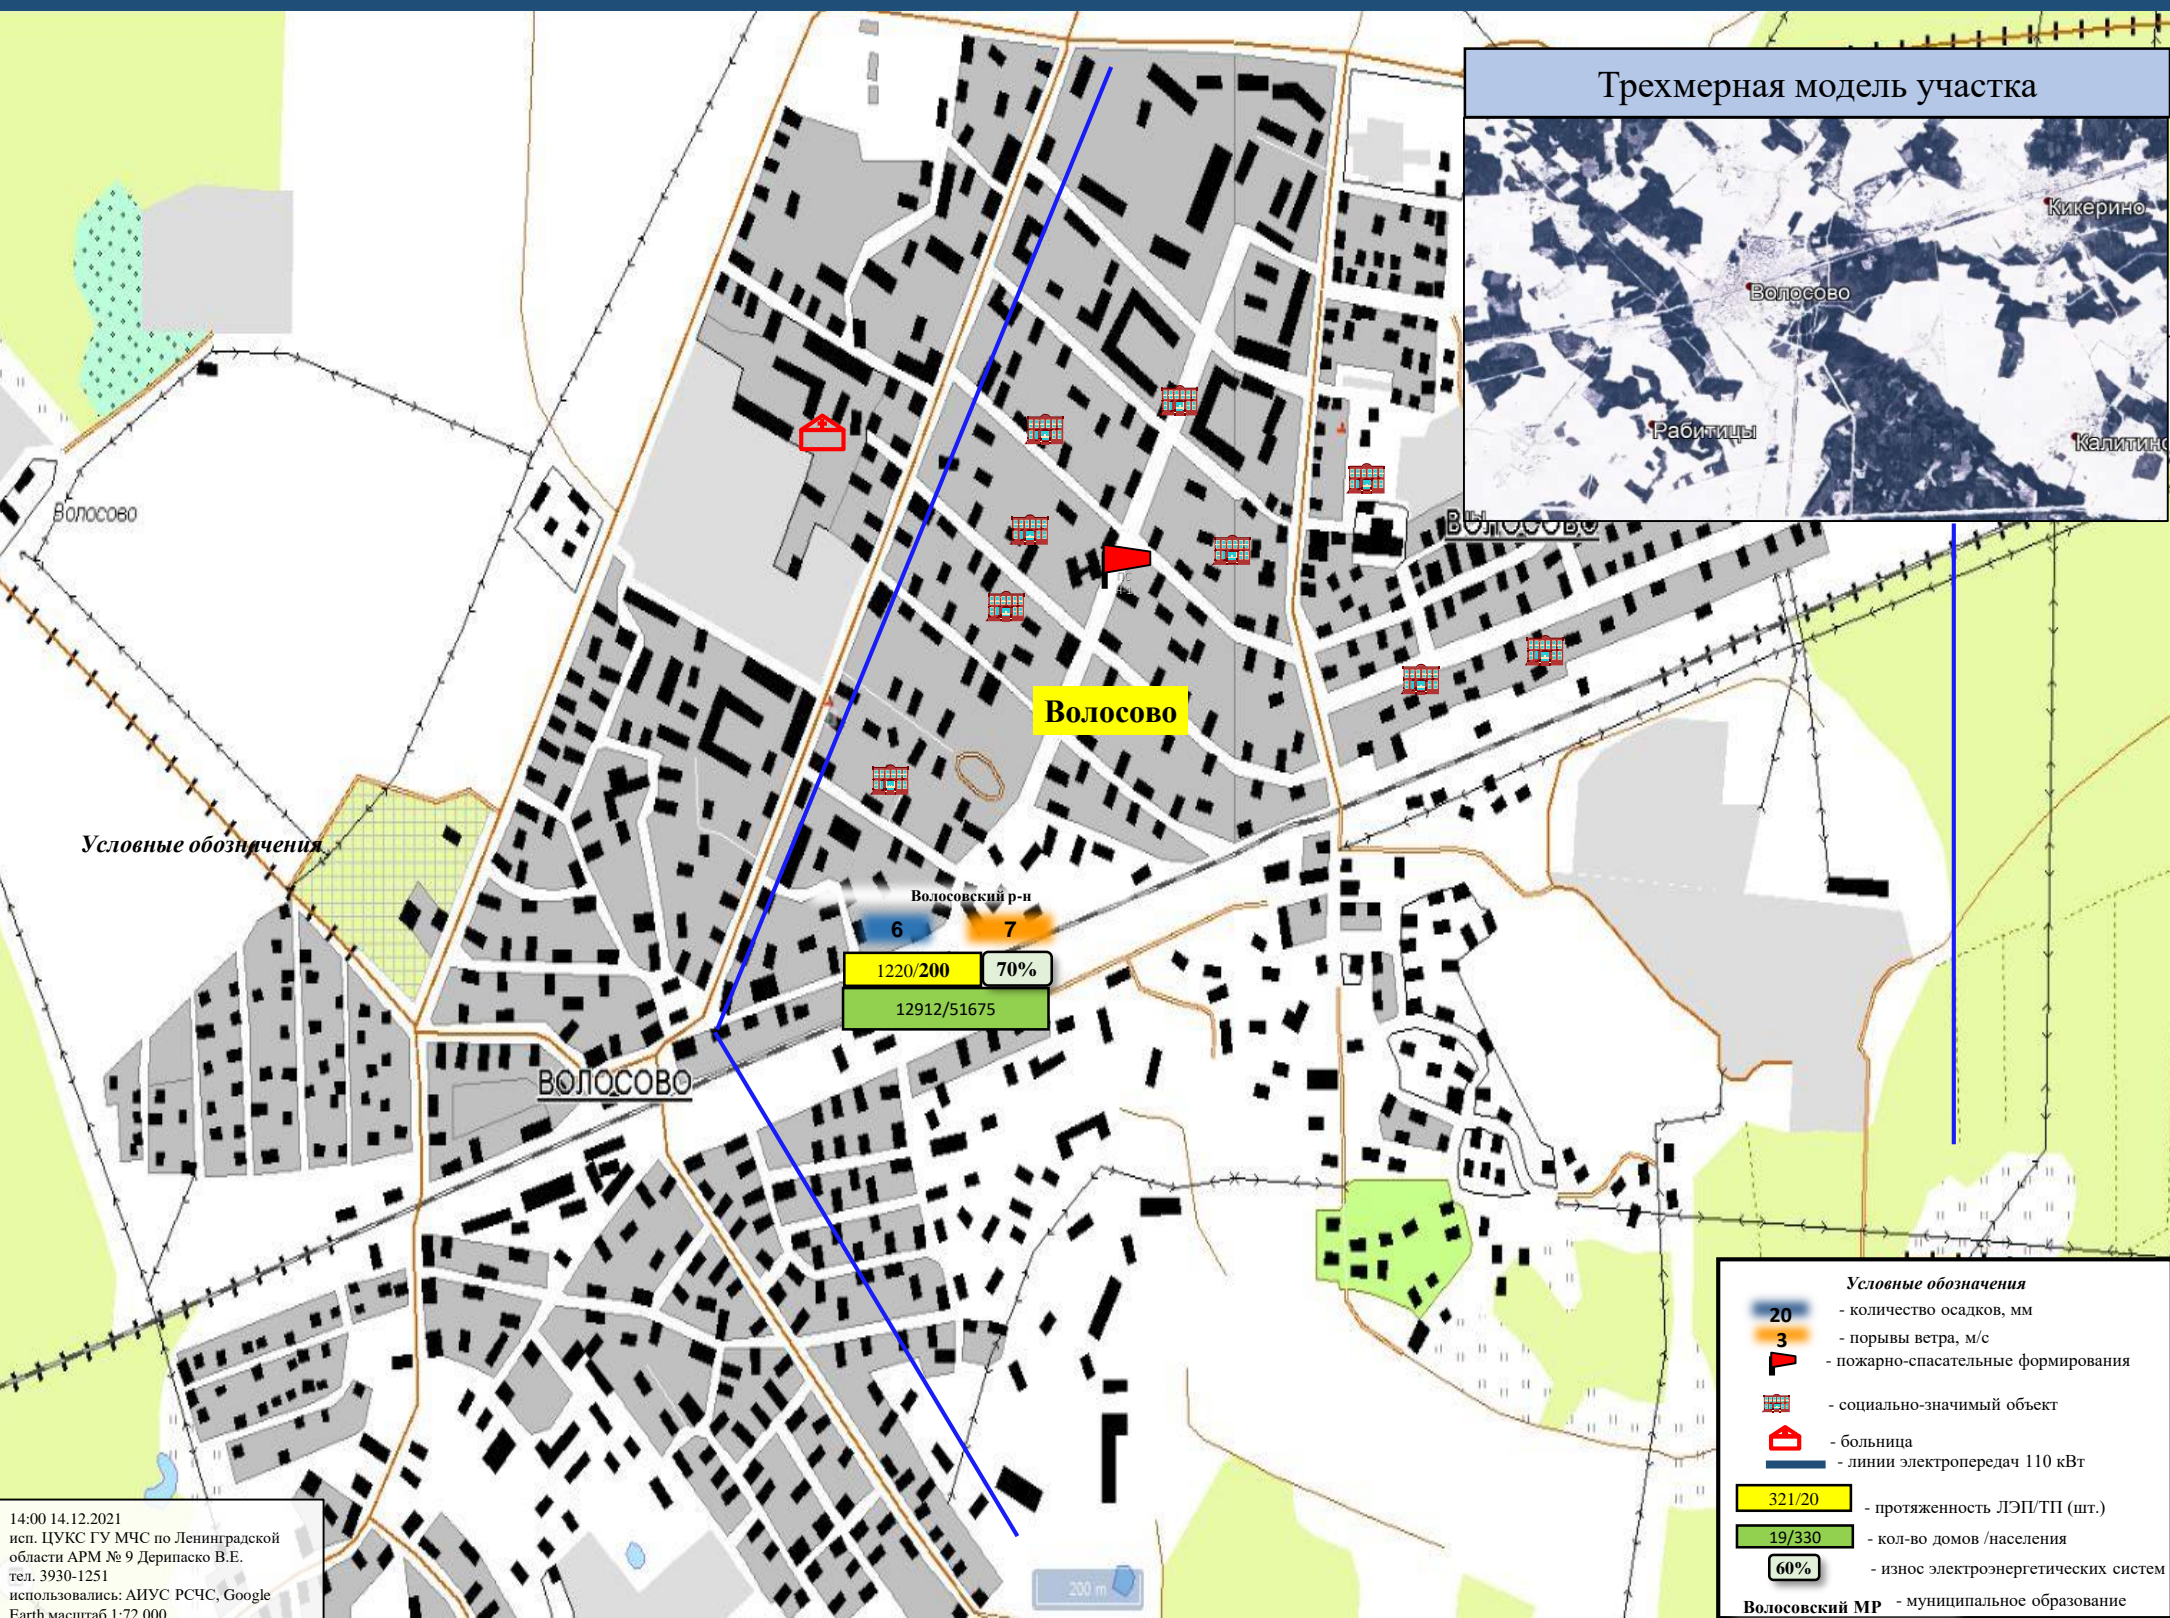 Трехмерная модель участка
Кикерино
Волосово
Рабитицы
Калитино
Волосово
ВОЛОСОВО
Волосово
Условные обозначения
Волосовский р-н
6
7
1220/200
70%
12912/51675
ВОЛОСОВО
200 m
Условные обозначения
20
- количество осадков, мм
3
- порывы ветра, м/с
- пожарно-спасательные формирования
- социально-значимый объект
- больница
- линии электропередач 110 кВт
321/20
- протяженность ЛЭП/ТП (шт.)
19/330
- кол-во домов /населения
60%
- износ электроэнергетических систем
Волосовский МР
- муниципальное образование
14:00 14.12.2021
исп. ЦУКС ГУ МЧС по Ленинградской
области АРМ № 9 Дерипаско В.Е.
тел. 3930-1251
использовались: АИУС РСЧС, Google
Earth масштаб 1:72 000